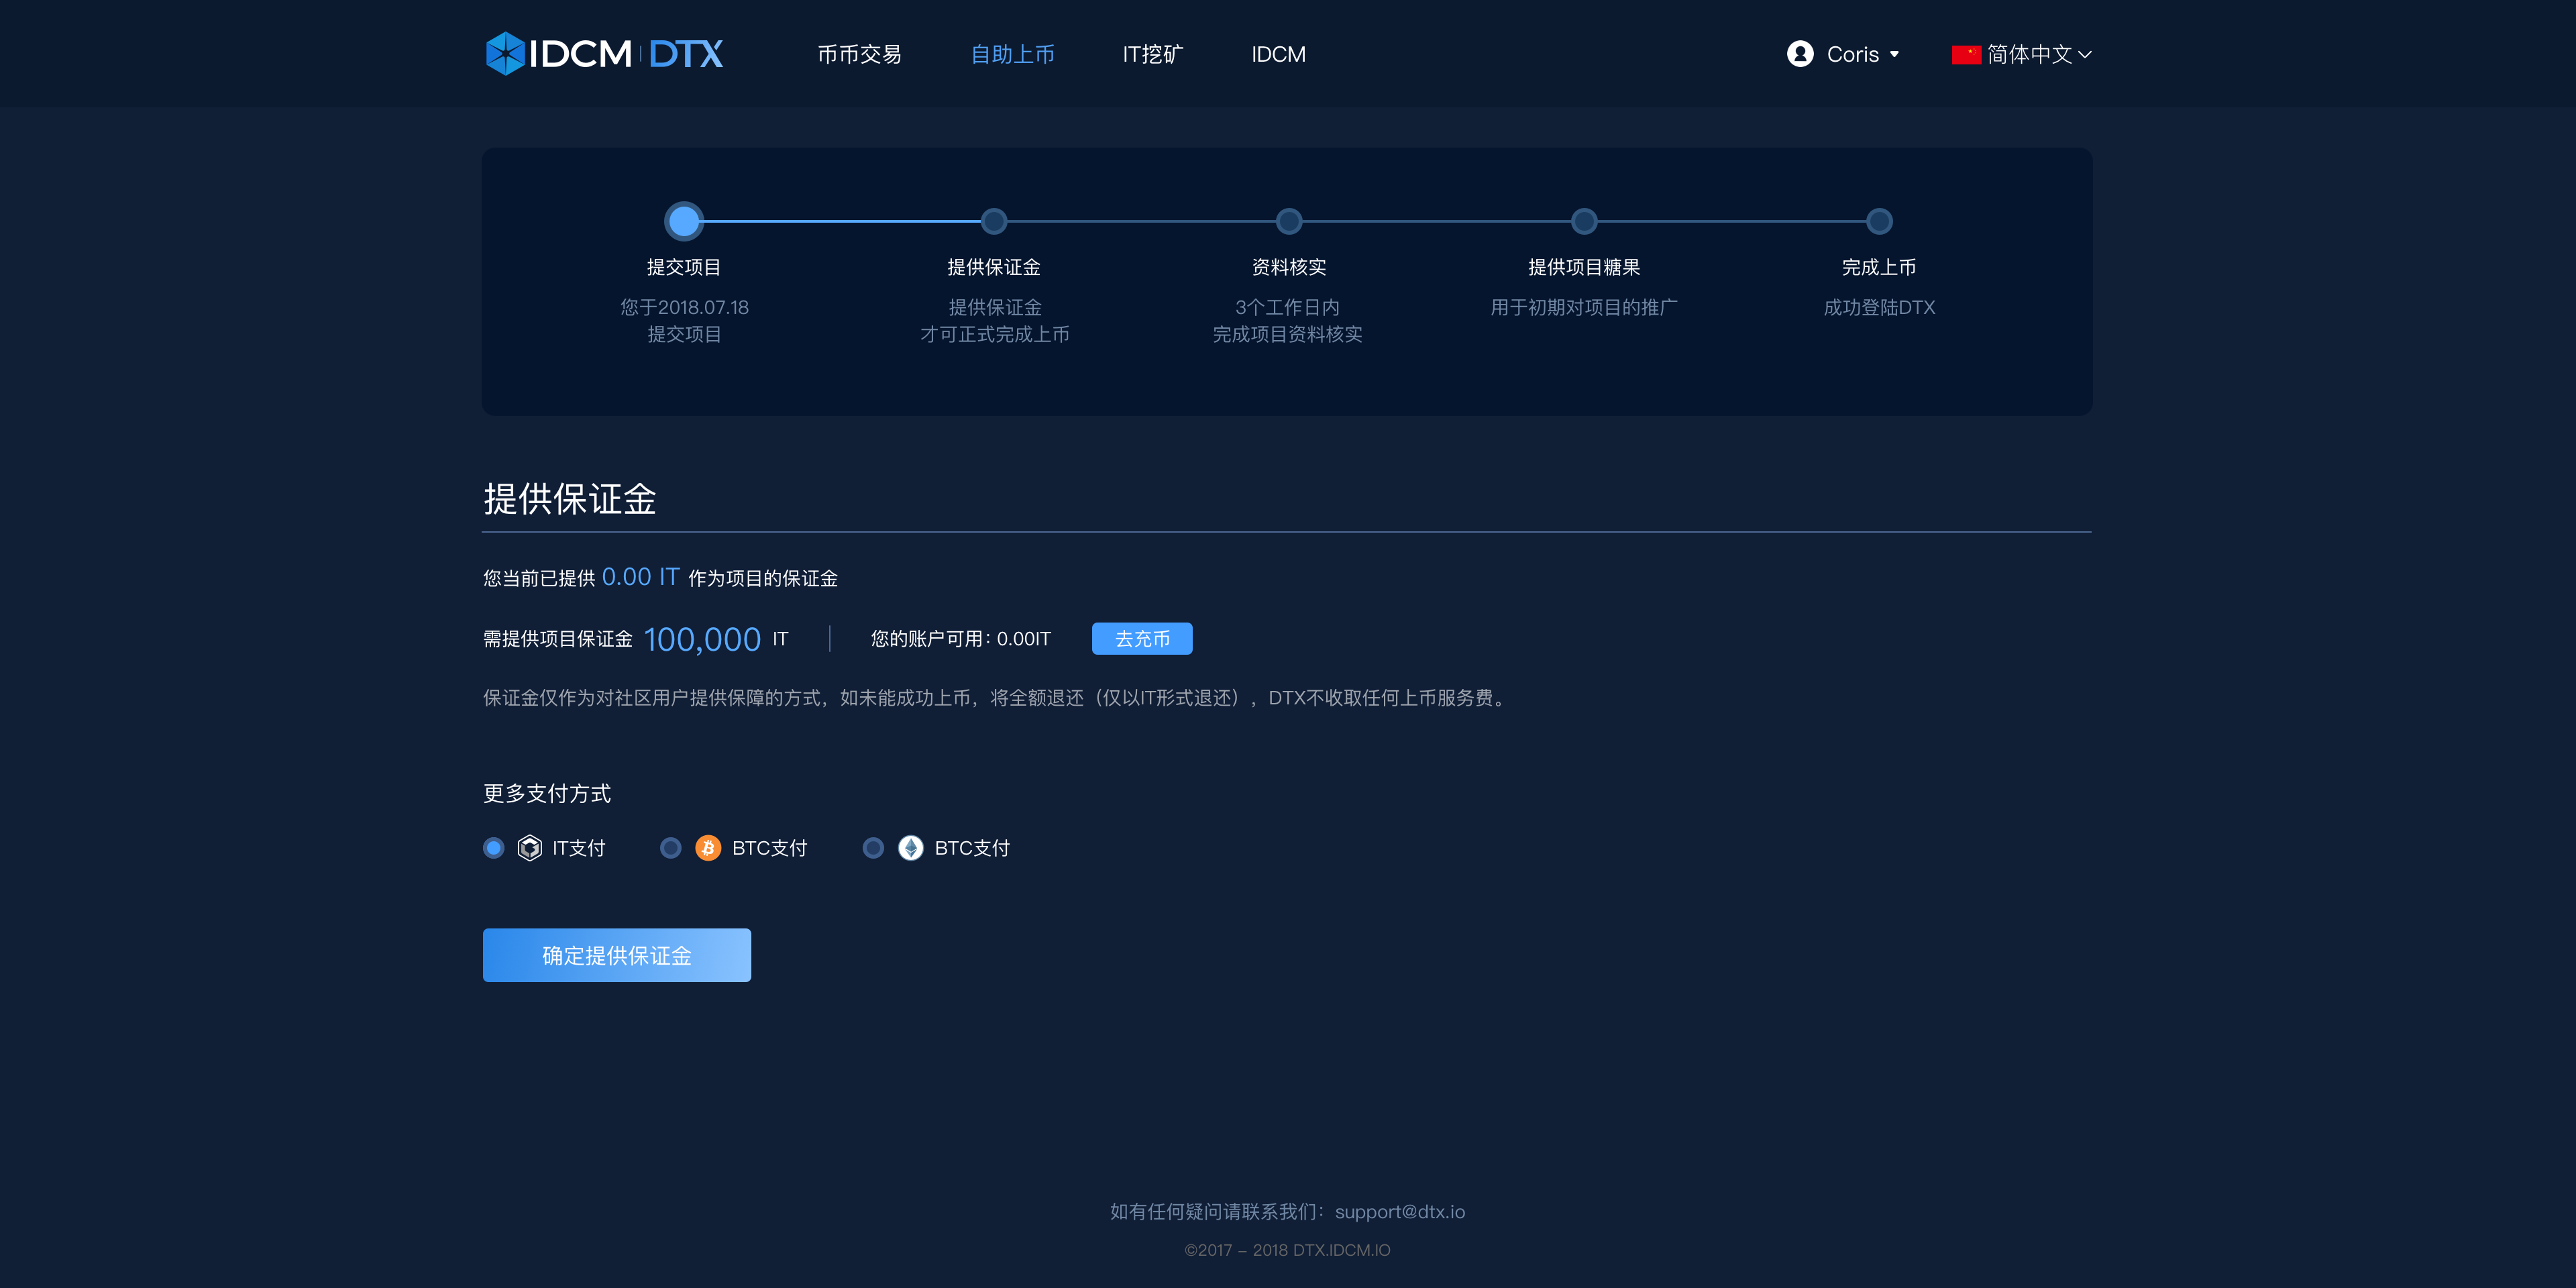 IDCM | DTX 币币交易 自助上币 IT挖矿 IDCM Coris 简体中文
提交项目 提供保证金 资料核实 提供项目糖果 完成上币
您于2018.07.18 提供保证金 3个工作日内 用于初期对项目的推广 成功登陆DTX
提交项目 才可正式完成上币 完成项目资料核实
提供保证金
您当前已提供 0.00 IT 作为项目的保证金
需提供项目保证金 100,000 IT 您的账户可用：0.00IT 去充币
保证金仅作为对社区用户提供保障的方式，如未能成功上币，将全额退还（仅以IT形式退还），DTX不收取任何上币服务费。
更多支付方式
IT支付 BTC支付 BTC支付
确定提供保证金
如有任何疑问请联系我们：support@dtx.io
©2017 – 2018 DTX.IDCM.IO